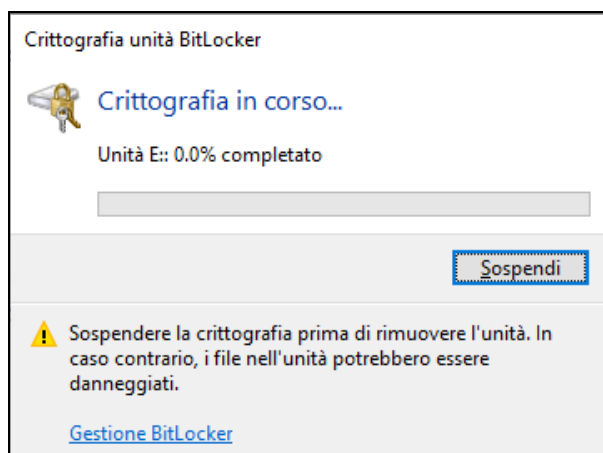 Crittografia unità BitLocker
Crittografia in corso...
Unità E:: 0.0% completato
Sospendi
Sospendere la crittografia prima di rimuovere l'unità. In
caso contrario, i file nell'unità potrebbero essere
danneggiati.
Gestione BitLocker